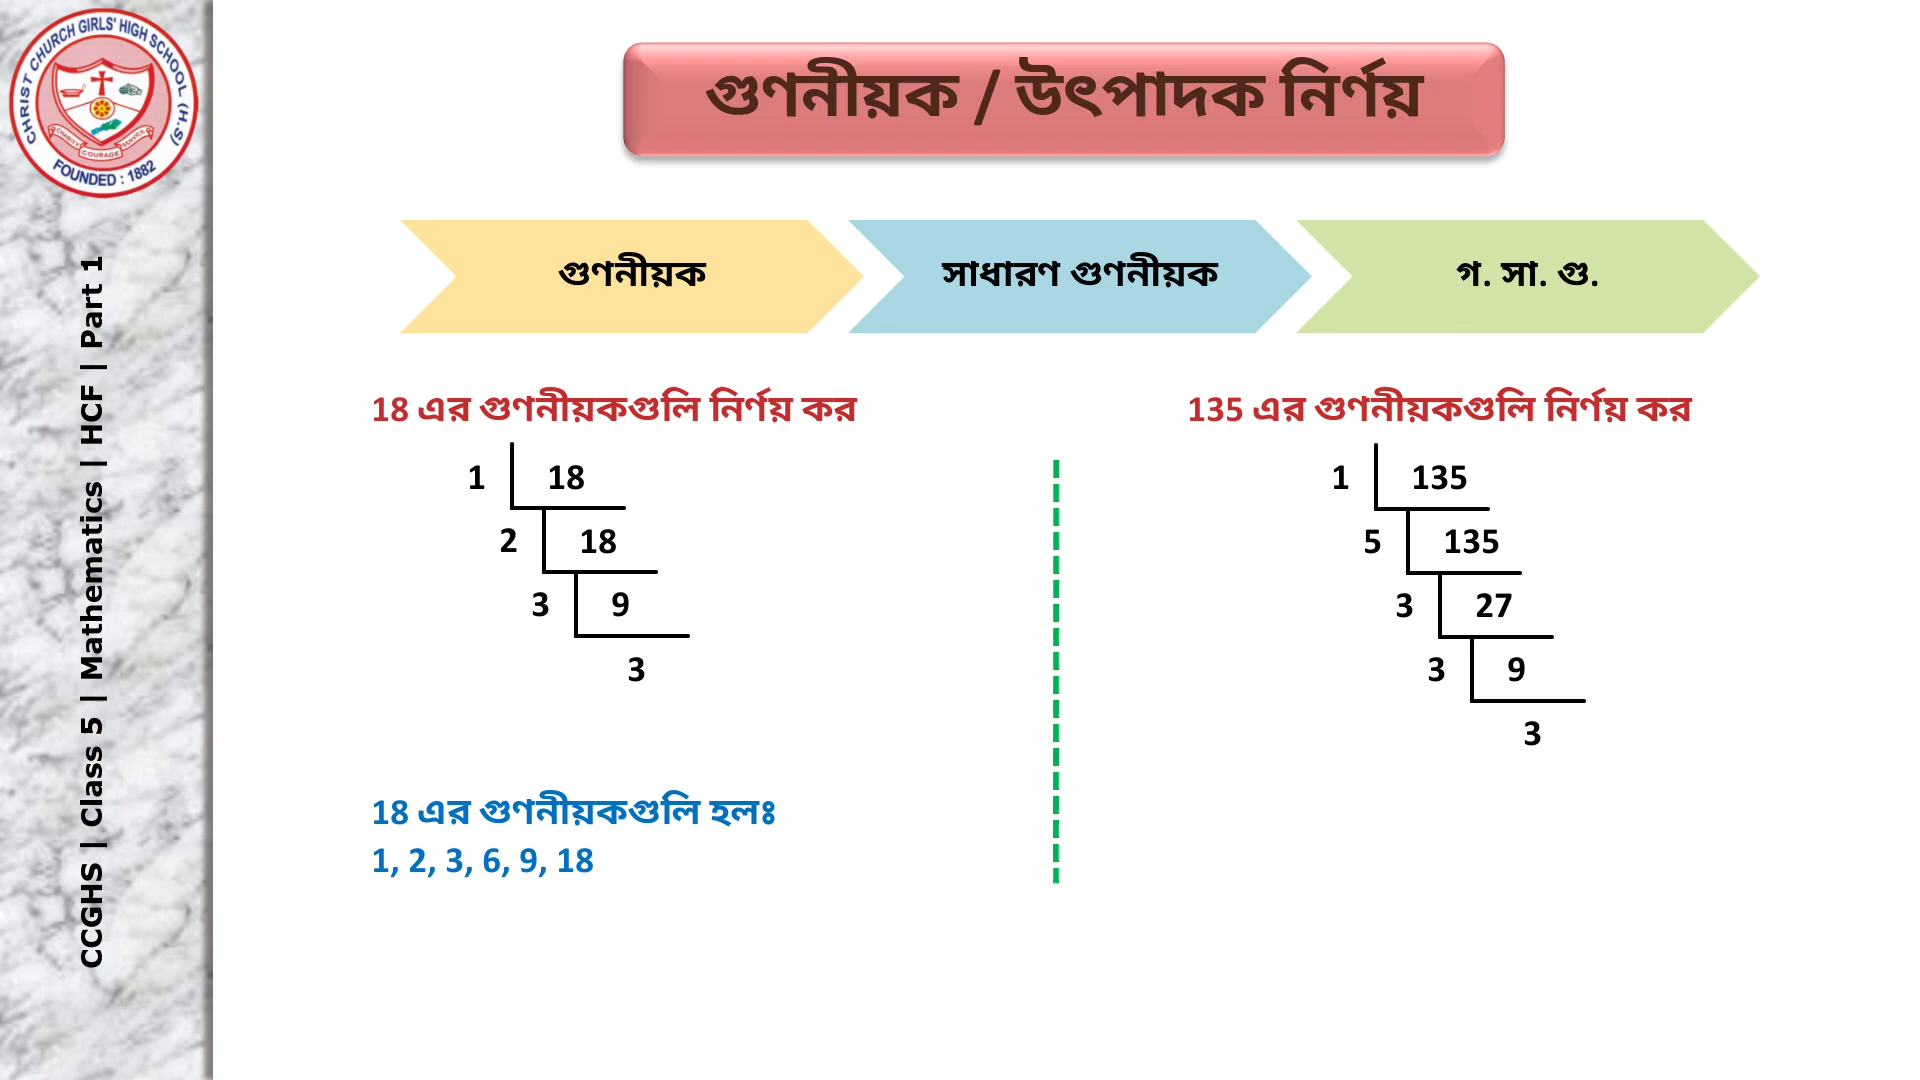 CHRIST CHURCH GIRLS' HIGH SCHOOL (H.S)
CHARITY
COURAGE
SERVICE
FOUNDED : 1882
CCGHS | Class 5 | Mathematics | HCF | Part 1
গুণনীয়ক / উৎপাদক নির্ণয়
গুণনীয়ক
সাধারণ গুণনীয়ক
গ. সা. গু.
18 এর গুণনীয়কগুলি নির্ণয় কর
1 18
2 18
3 9
3
18 এর গুণনীয়কগুলি হলঃ
1, 2, 3, 6, 9, 18
135 এর গুণনীয়কগুলি নির্ণয় কর
1 135
5 135
3 27
3 9
3